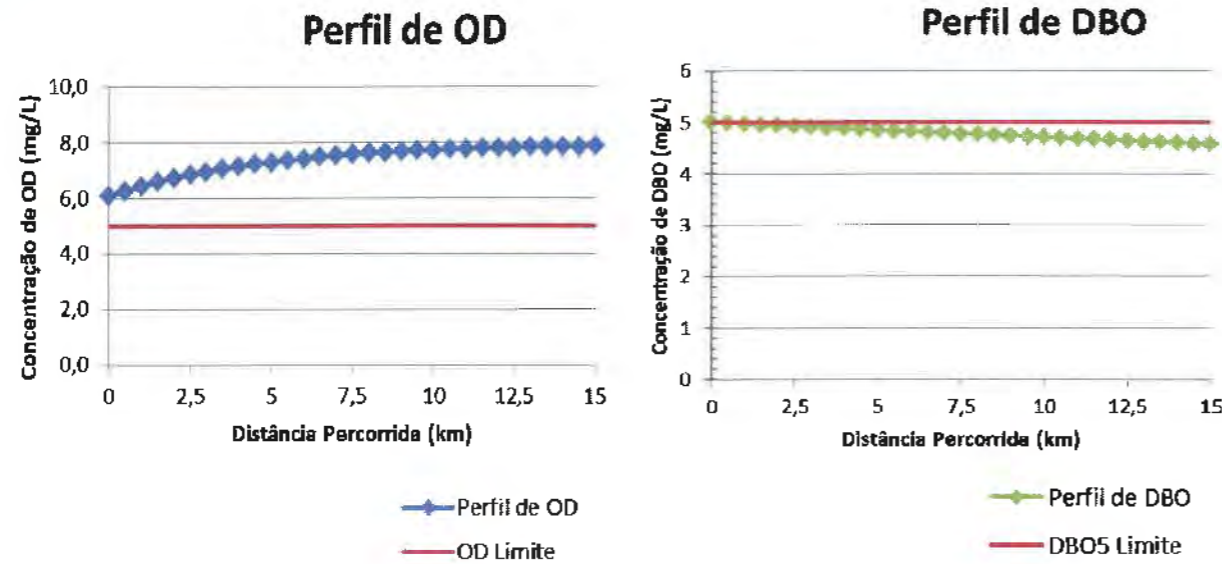 Perfil de OD
Concentração de OD (mg/L)
10,0
8,0
6,0
4,0
2,0
0,0
0 2,5 5 7,5 10 12,5 15
Distância Percorrida (km)
Perfil de OD
OD Limite
Perfil de DBO
Concentração de DBO (mg/L)
6
5
4
3
2
1
0
0 2,5 5 7,5 10 12,5 15
Distância Percorrida (km)
Perfil de DBO
DBO5 Limite